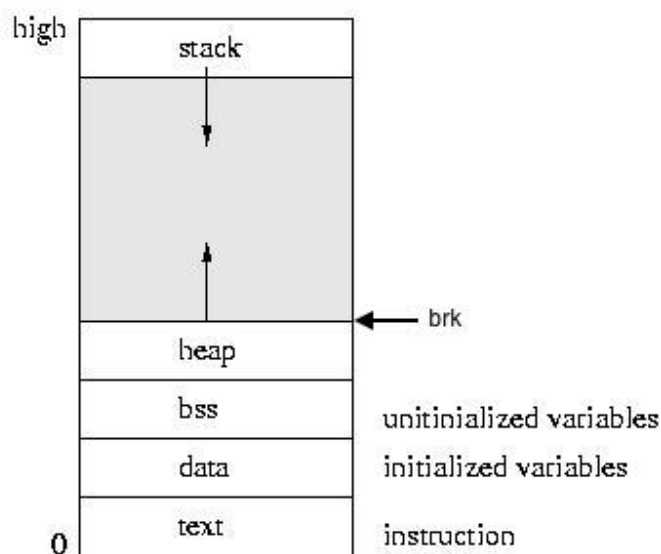 high
stack
brk
heap
bss
unitinialized variables
data
initialized variables
text
instruction
0